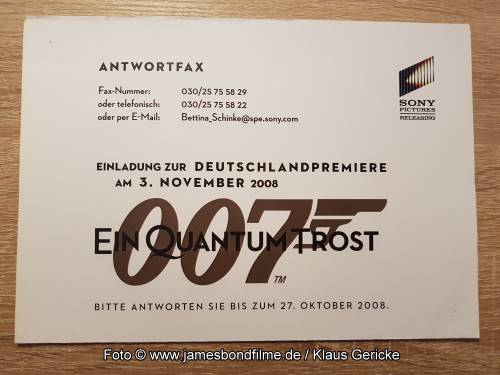 ANTWORTFAX
Fax-Nummer: 030/25 75 58 29
oder telefonisch: 030/25 75 58 22
oder per E-Mail: Bettina_Schinke@spe.sony.com
SONY
PICTURES
RELEASING
EINLADUNG ZUR DEUTSCHLANDPREMIERE
AM 3. NOVEMBER 2008
007
EIN QUANTUM TROST
TM
BITTE ANTWORTEN SIE BIS ZUM 27. OKTOBER 2008.
Foto © www.jamesbondfilme.de / Klaus Gericke